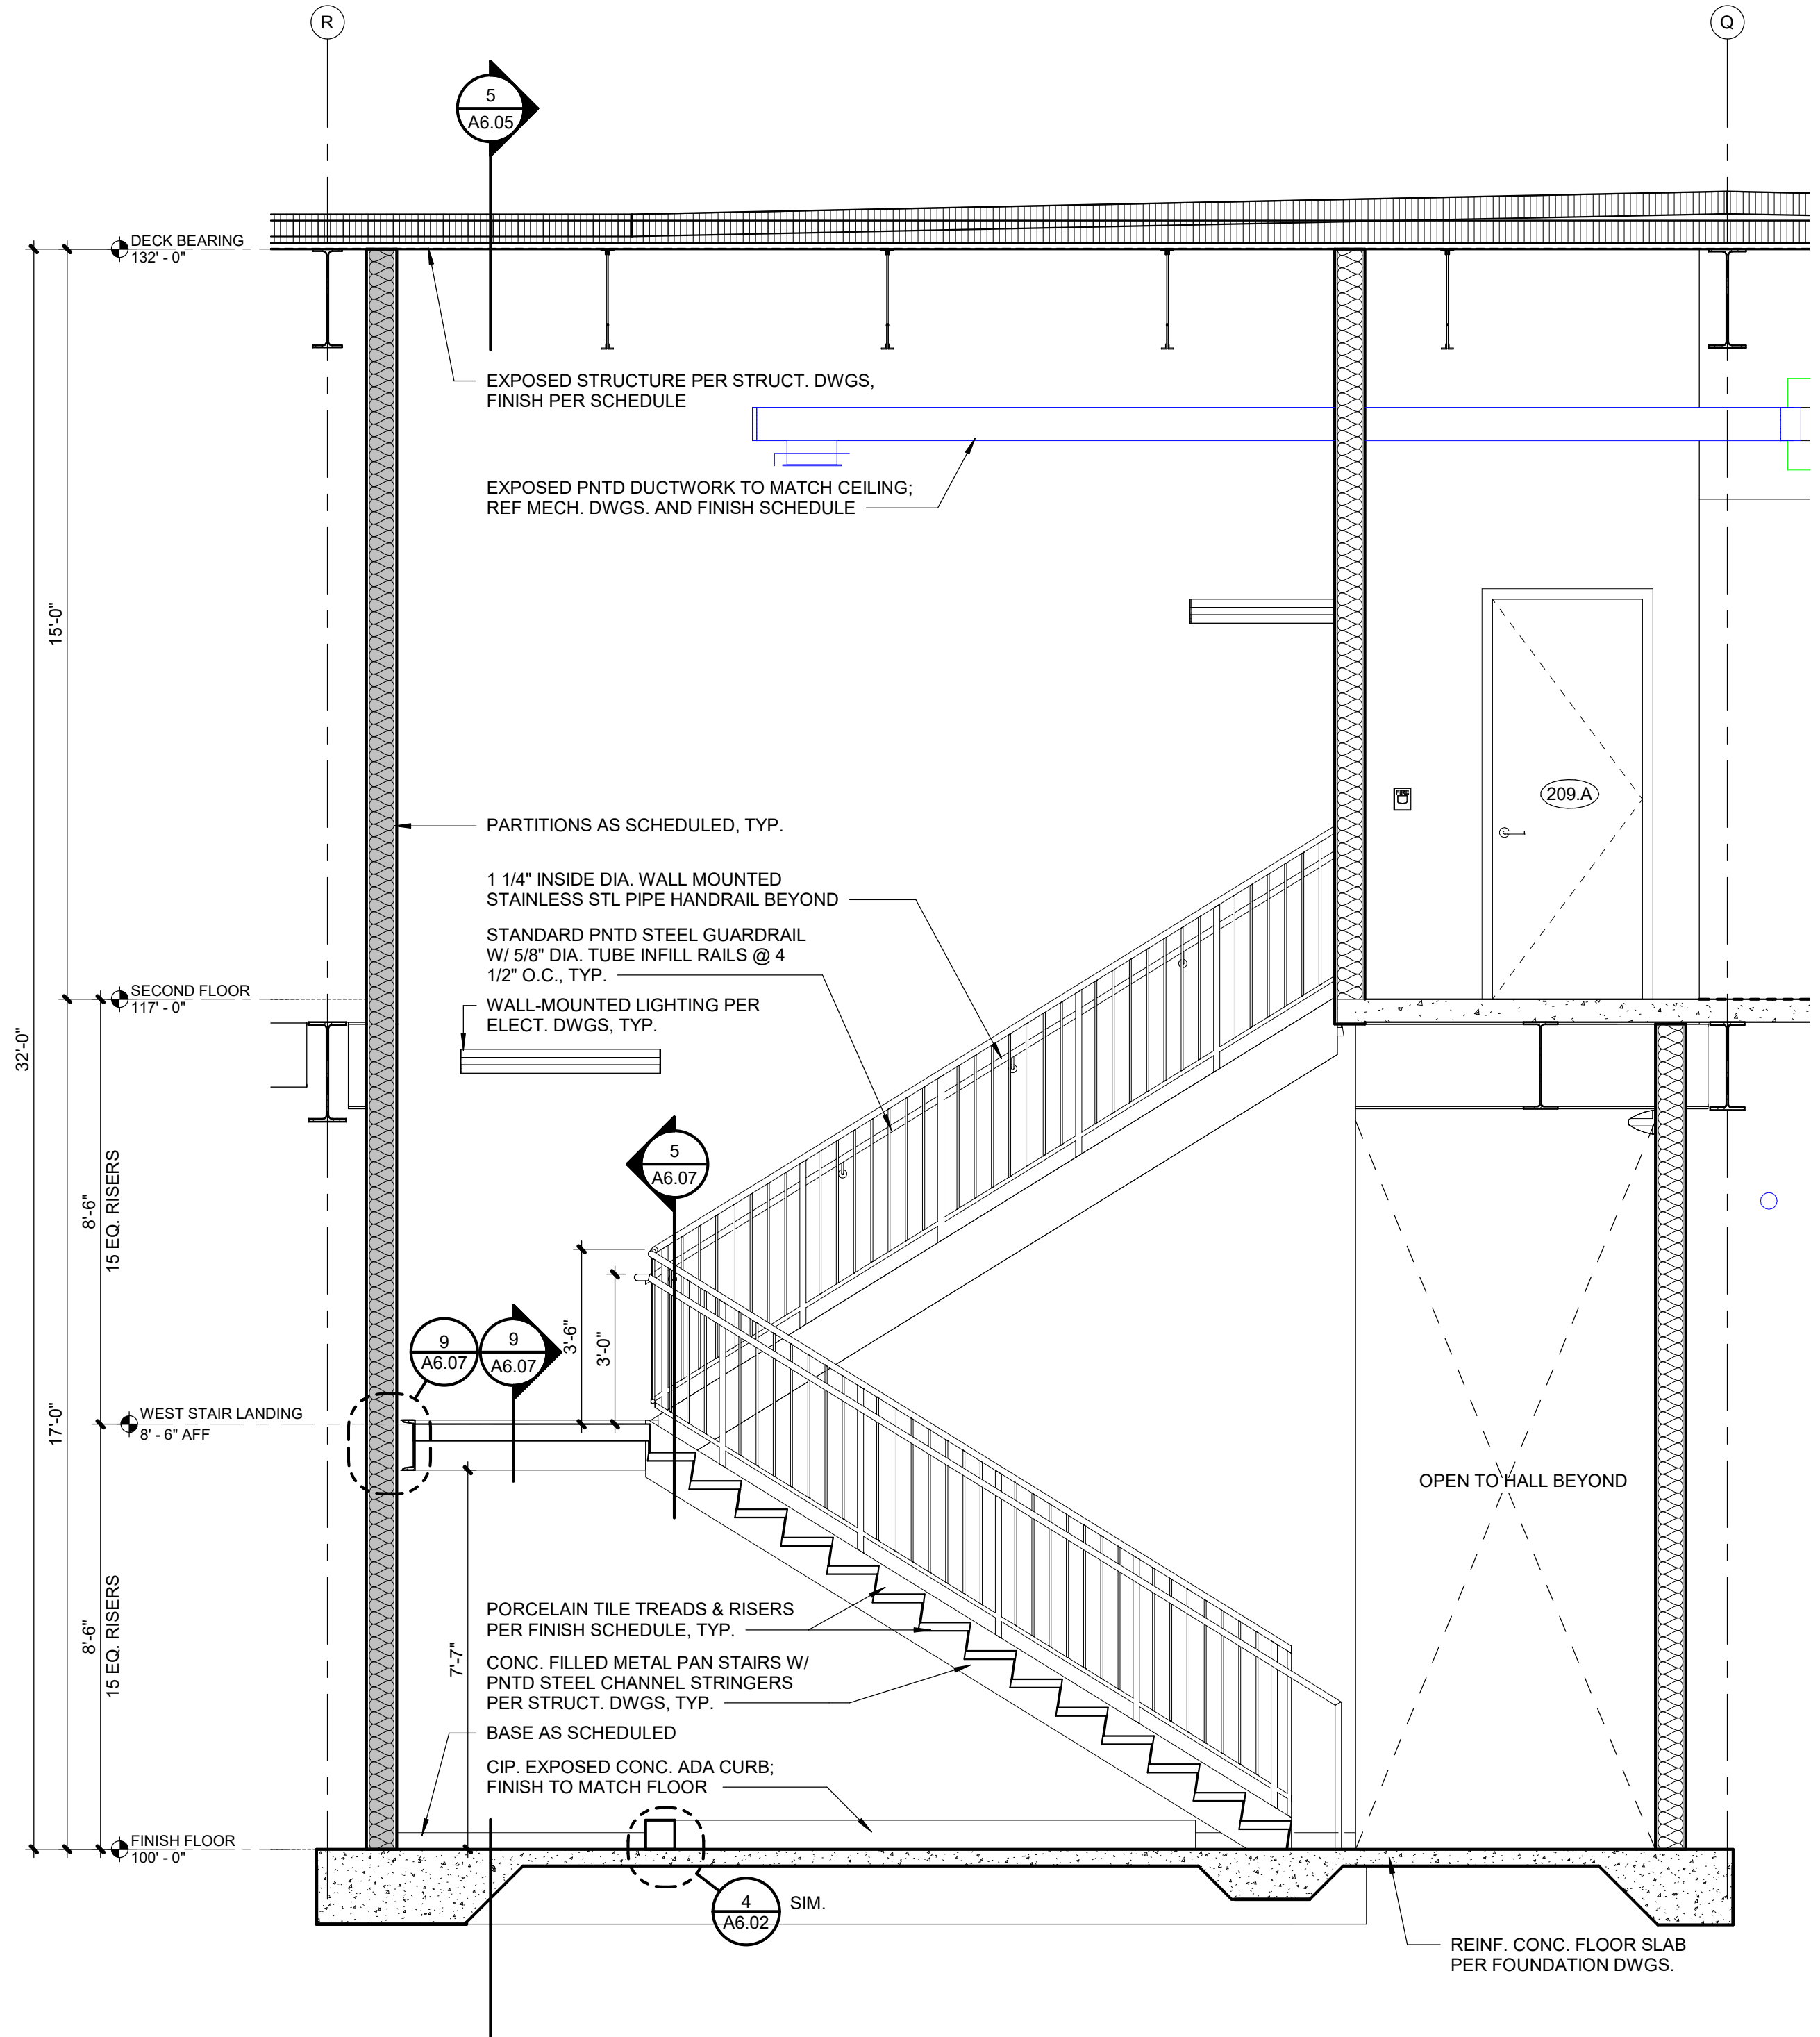 R
Q
5
A6.05
DECK BEARING
132' - 0"
EXPOSED STRUCTURE PER STRUCT. DWGS,
FINISH PER SCHEDULE
EXPOSED PNTD DUCTWORK TO MATCH CEILING;
REF MECH. DWGS. AND FINISH SCHEDULE
15'-0"
FIRE
209.A
PARTITIONS AS SCHEDULED, TYP.
1 1/4" INSIDE DIA. WALL MOUNTED
STAINLESS STL PIPE HANDRAIL BEYOND
STANDARD PNTD STEEL GUARDRAIL
W/ 5/8" DIA. TUBE INFILL RAILS @ 4
1/2" O.C., TYP.
SECOND FLOOR
117' - 0"
WALL-MOUNTED LIGHTING PER
ELECT. DWGS, TYP.
32'-0"
8'-6"
15 EQ. RISERS
5
A6.07
3'-6"
3'-0"
9
A6.07
9
A6.07
WEST STAIR LANDING
8' - 6" AFF
17'-0"
OPEN TO HALL BEYOND
8'-6"
15 EQ. RISERS
7'-7"
PORCELAIN TILE TREADS & RISERS
PER FINISH SCHEDULE, TYP.
CONC. FILLED METAL PAN STAIRS W/
PNTD STEEL CHANNEL STRINGERS
PER STRUCT. DWGS, TYP.
BASE AS SCHEDULED
CIP. EXPOSED CONC. ADA CURB;
FINISH TO MATCH FLOOR
FINISH FLOOR
100' - 0"
4
A6.02
SIM.
REINF. CONC. FLOOR SLAB
PER FOUNDATION DWGS.